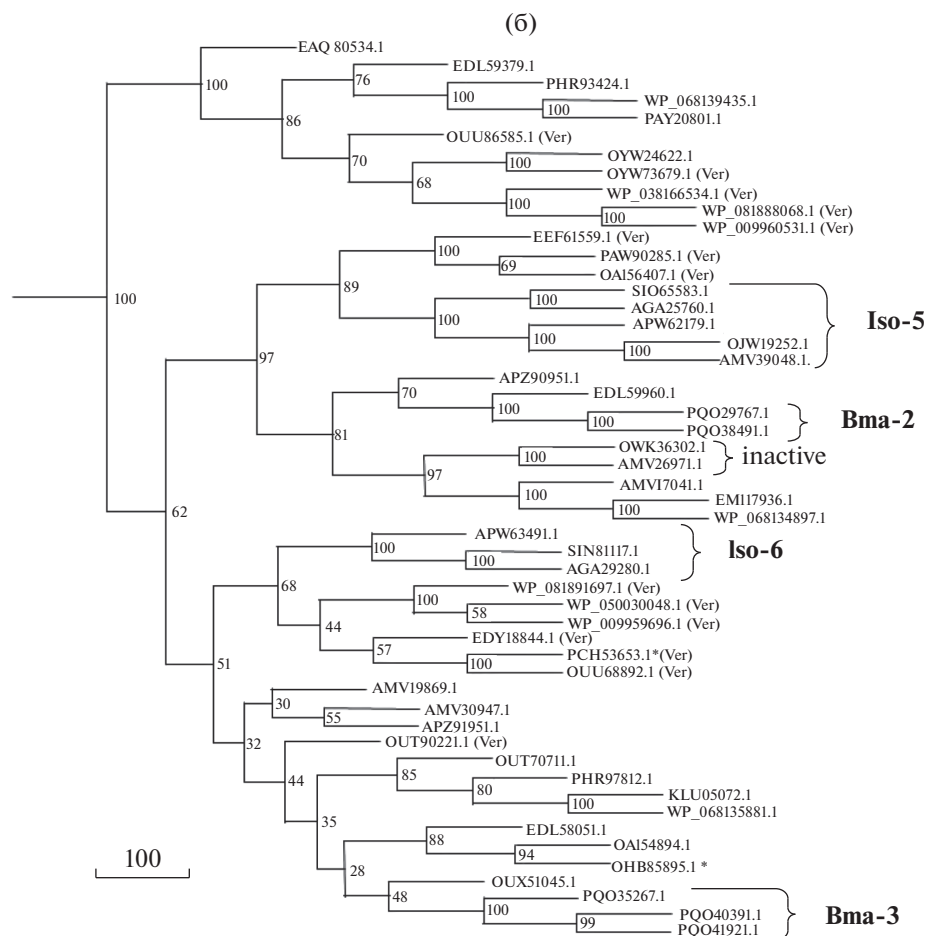 (б)
EAQ 80534.1
EDL59379.1
76
PHR93424.1
100
WP_068139435.1
100
PAY20801.1
100
86
OUU86585.1 (Ver)
70
OYW24622.1
100
OYW73679.1 (Ver)
68
WP_038166534.1 (Ver)
100
WP_081888068.1 (Ver)
100
WP_009960531.1 (Ver)
EEF61559.1 (Ver)
100
PAW90285.1 (Ver)
69
OAI56407.1 (Ver)
89
SIO65583.1
100
AGA25760.1
100
APW62179.1
100
OJW19252.1
100
AMV39048.1.
Iso-5
100
97
APZ90951.1
70
EDL59960.1
100
PQO29767.1
100
PQO38491.1
Bma-2
81
OWK36302.1
100
AMV26971.1
inactive
97
AMVI7041.1
100
EMI17936.1
100
WP_068134897.1
62
APW63491.1
100
SIN81117.1
100
AGA29280.1
Iso-6
68
WP_081891697.1 (Ver)
100
WP_050030048.1 (Ver)
58
WP_009959696.1 (Ver)
44
EDY18844.1 (Ver)
57
PCH53653.1*(Ver)
100
OUU68892.1 (Ver)
51
AMV19869.1
30
AMV30947.1
55
APZ91951.1
32
OUT90221.1 (Ver)
44
OUT70711.1
85
PHR97812.1
80
KLU05072.1
100
WP_068135881.1
35
EDL58051.1
88
OAI54894.1
94
OHB85895.1 *
28
OUX51045.1
48
PQO35267.1
100
PQO40391.1
99
PQO41921.1
Bma-3
100